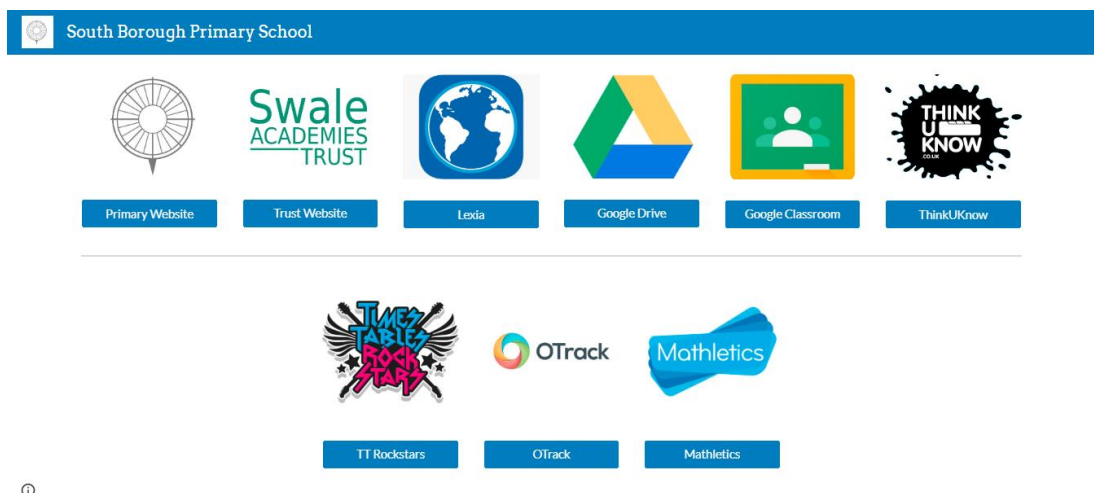 South Borough Primary School
Swale
ACADEMIES
TRUST
THINK
U
KNOW
.CO.UK
Primary Website
Trust Website
Lexia
Google Drive
Google Classroom
ThinkUKnow
TIMES
TABLES
ROCK
STARS
OTrack
Mathletics
TT Rockstars
OTrack
Mathletics